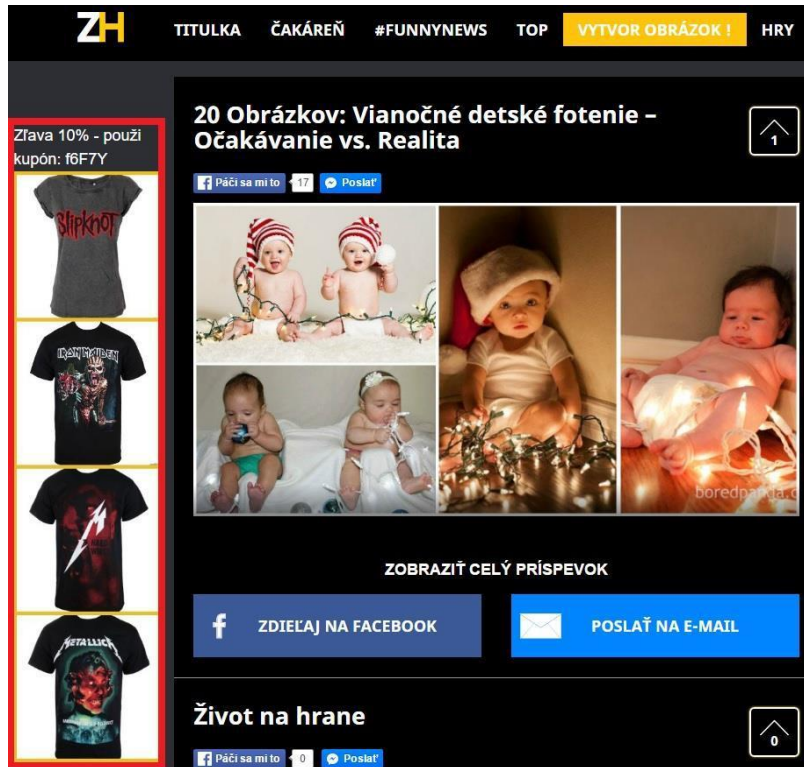 ZH
TITULKA ČAKÁREŇ #FUNNYNEWS TOP VYTVOR OBRÁZOK ! HRY
Zľava 10% - použi
kupón: f6F7Y
SLIPKNOT
IRON MAIDEN
METALLICA
20 Obrázkov: Vianočné detské fotenie –
Očakávanie vs. Realita
1
Páči sa mi to 17 Poslať
ZOBRAZIŤ CELÝ PRÍSPEVOK
ZDIEĽAJ NA FACEBOOK
POSLAŤ NA E-MAIL
Život na hrane
0
Páči sa mi to 0 Poslať